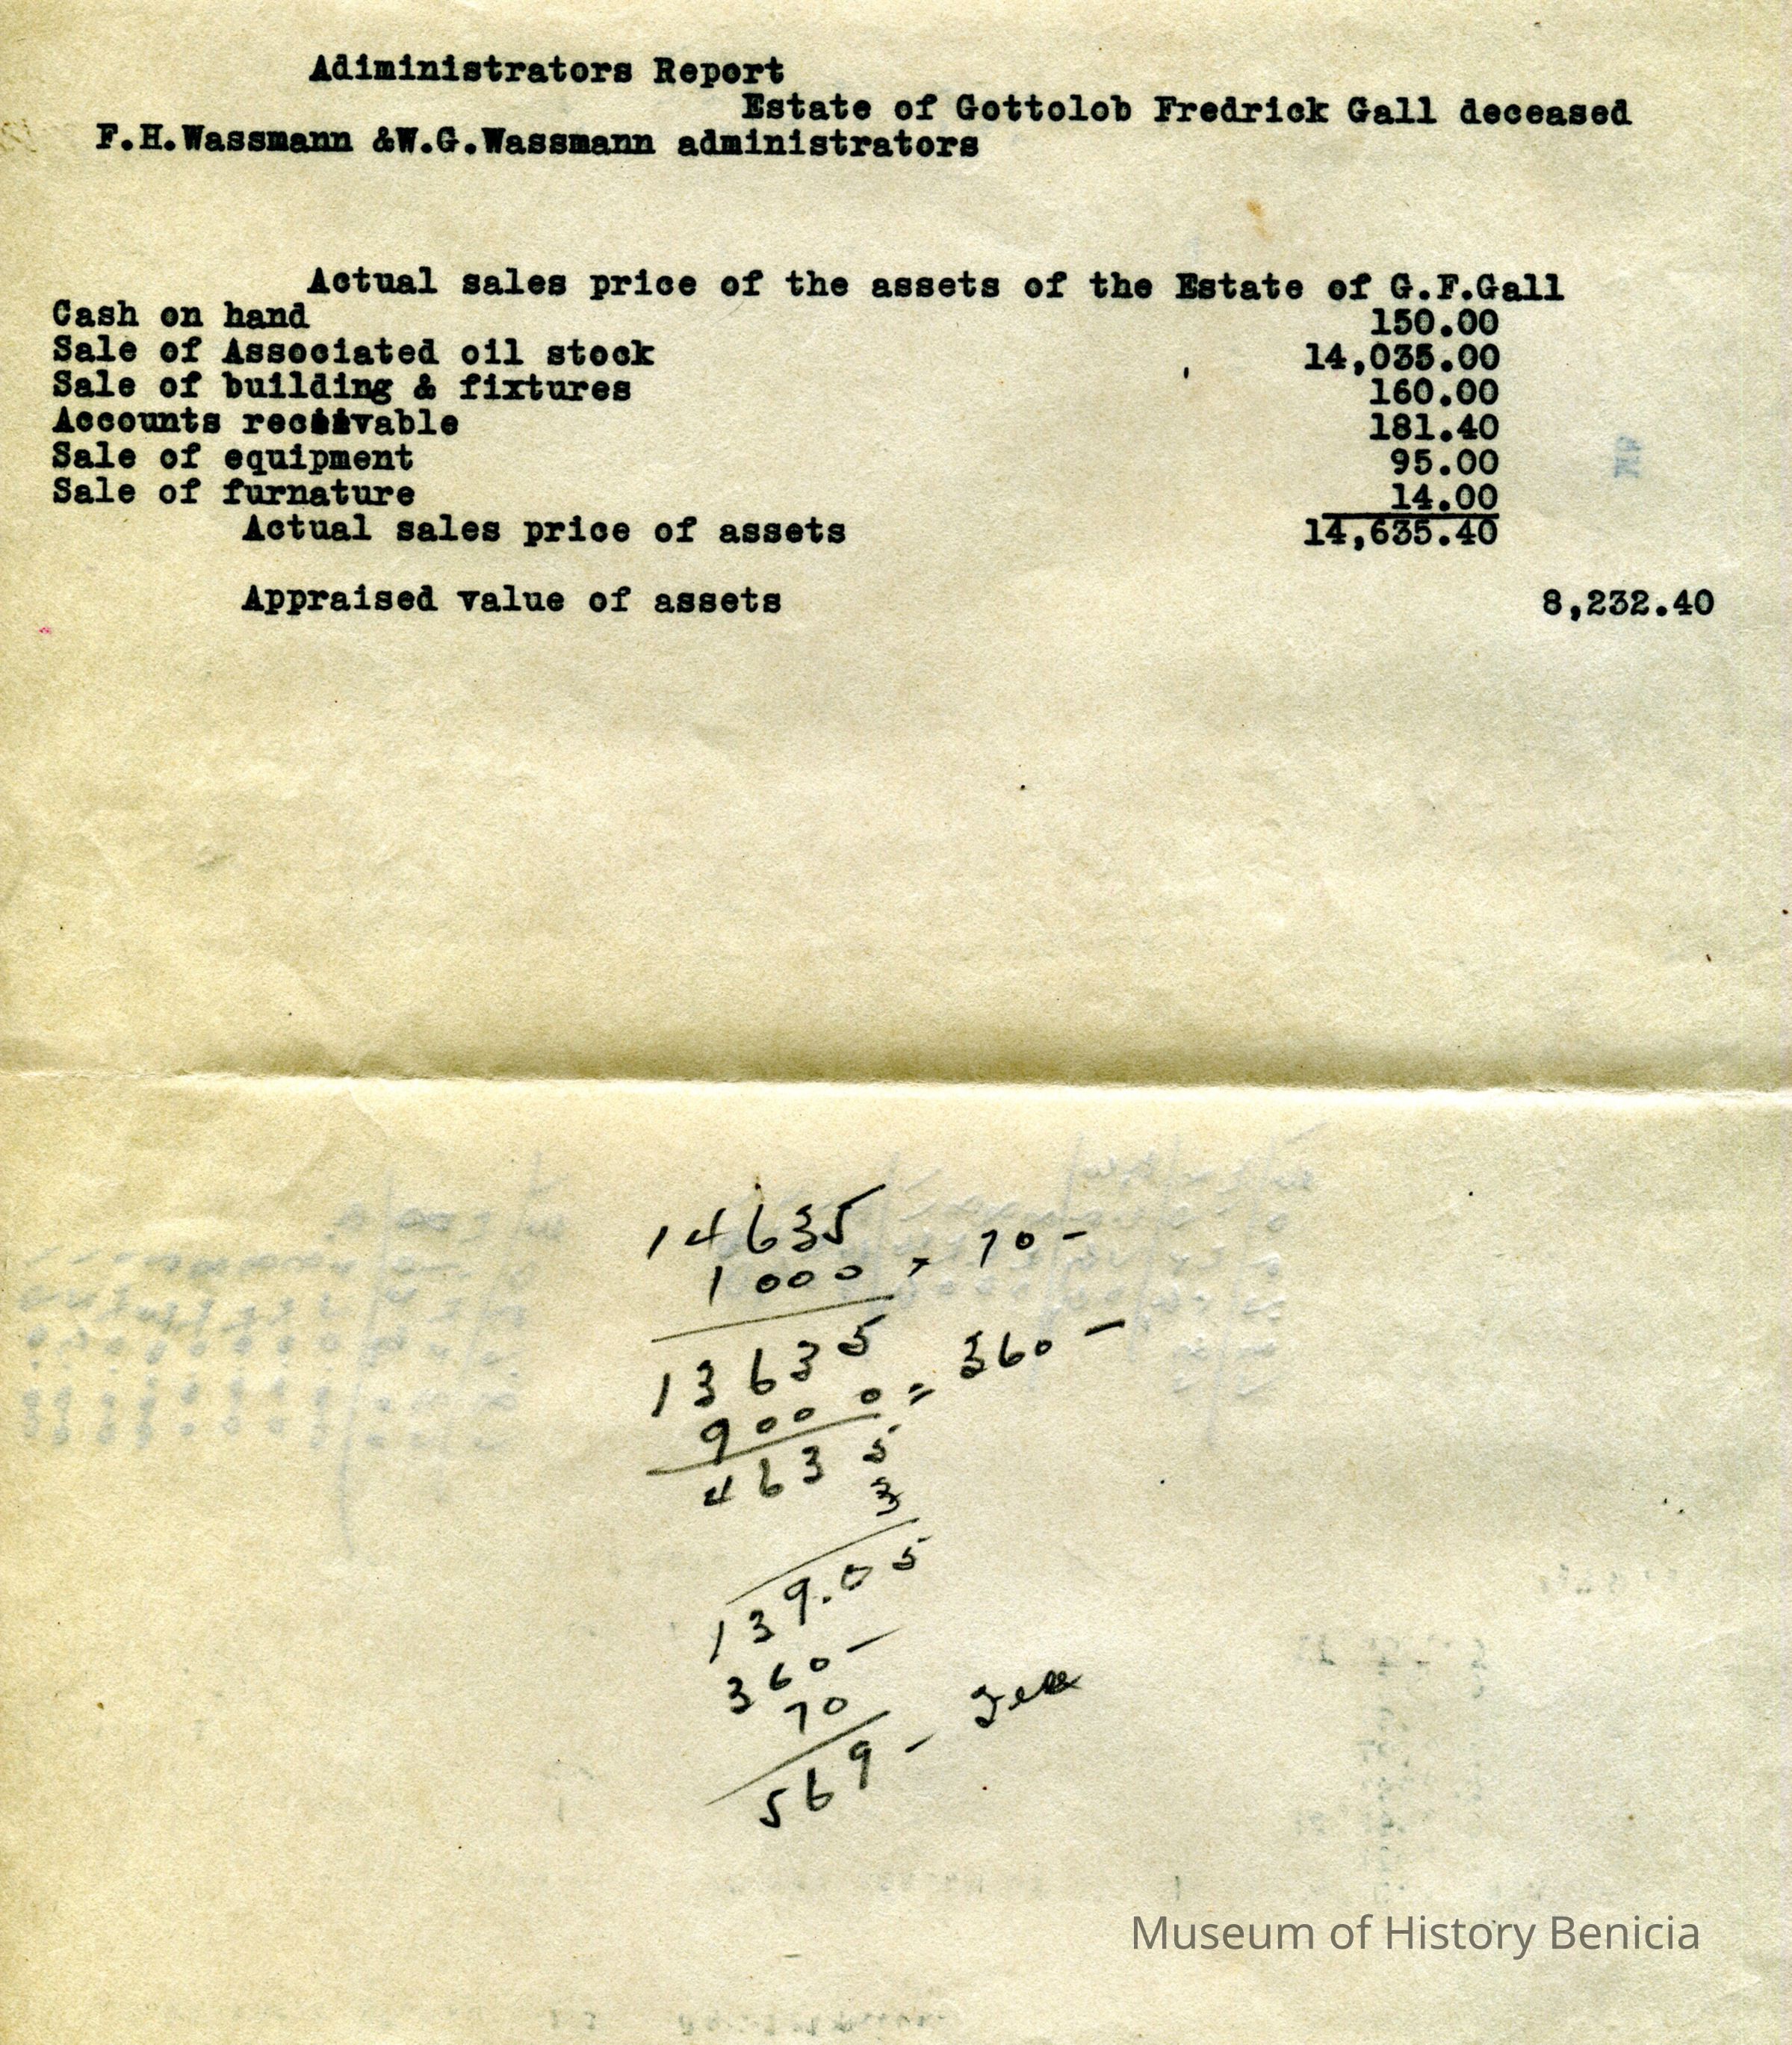 Adiministrators Report
Estate of Gottolob Fredrick Gall deceased
F.H.Wassmann &W.G.Wassmann administrators
Actual sales price of the assets of the Estate of G.F.Gall
Cash on hand 150.00
Sale of Associated oil stock 14,035.00
Sale of building & fixtures 160.00
Accounts receivable 181.40
Sale of equipment 95.00
Sale of furnature 14.00
Actual sales price of assets 14,635.40
Appraised value of assets 8,232.40
14635
1000 = 70 -
13635
9000 = 360 -
4635
3
139.05
360 -
70
569 -
Museum of History Benicia